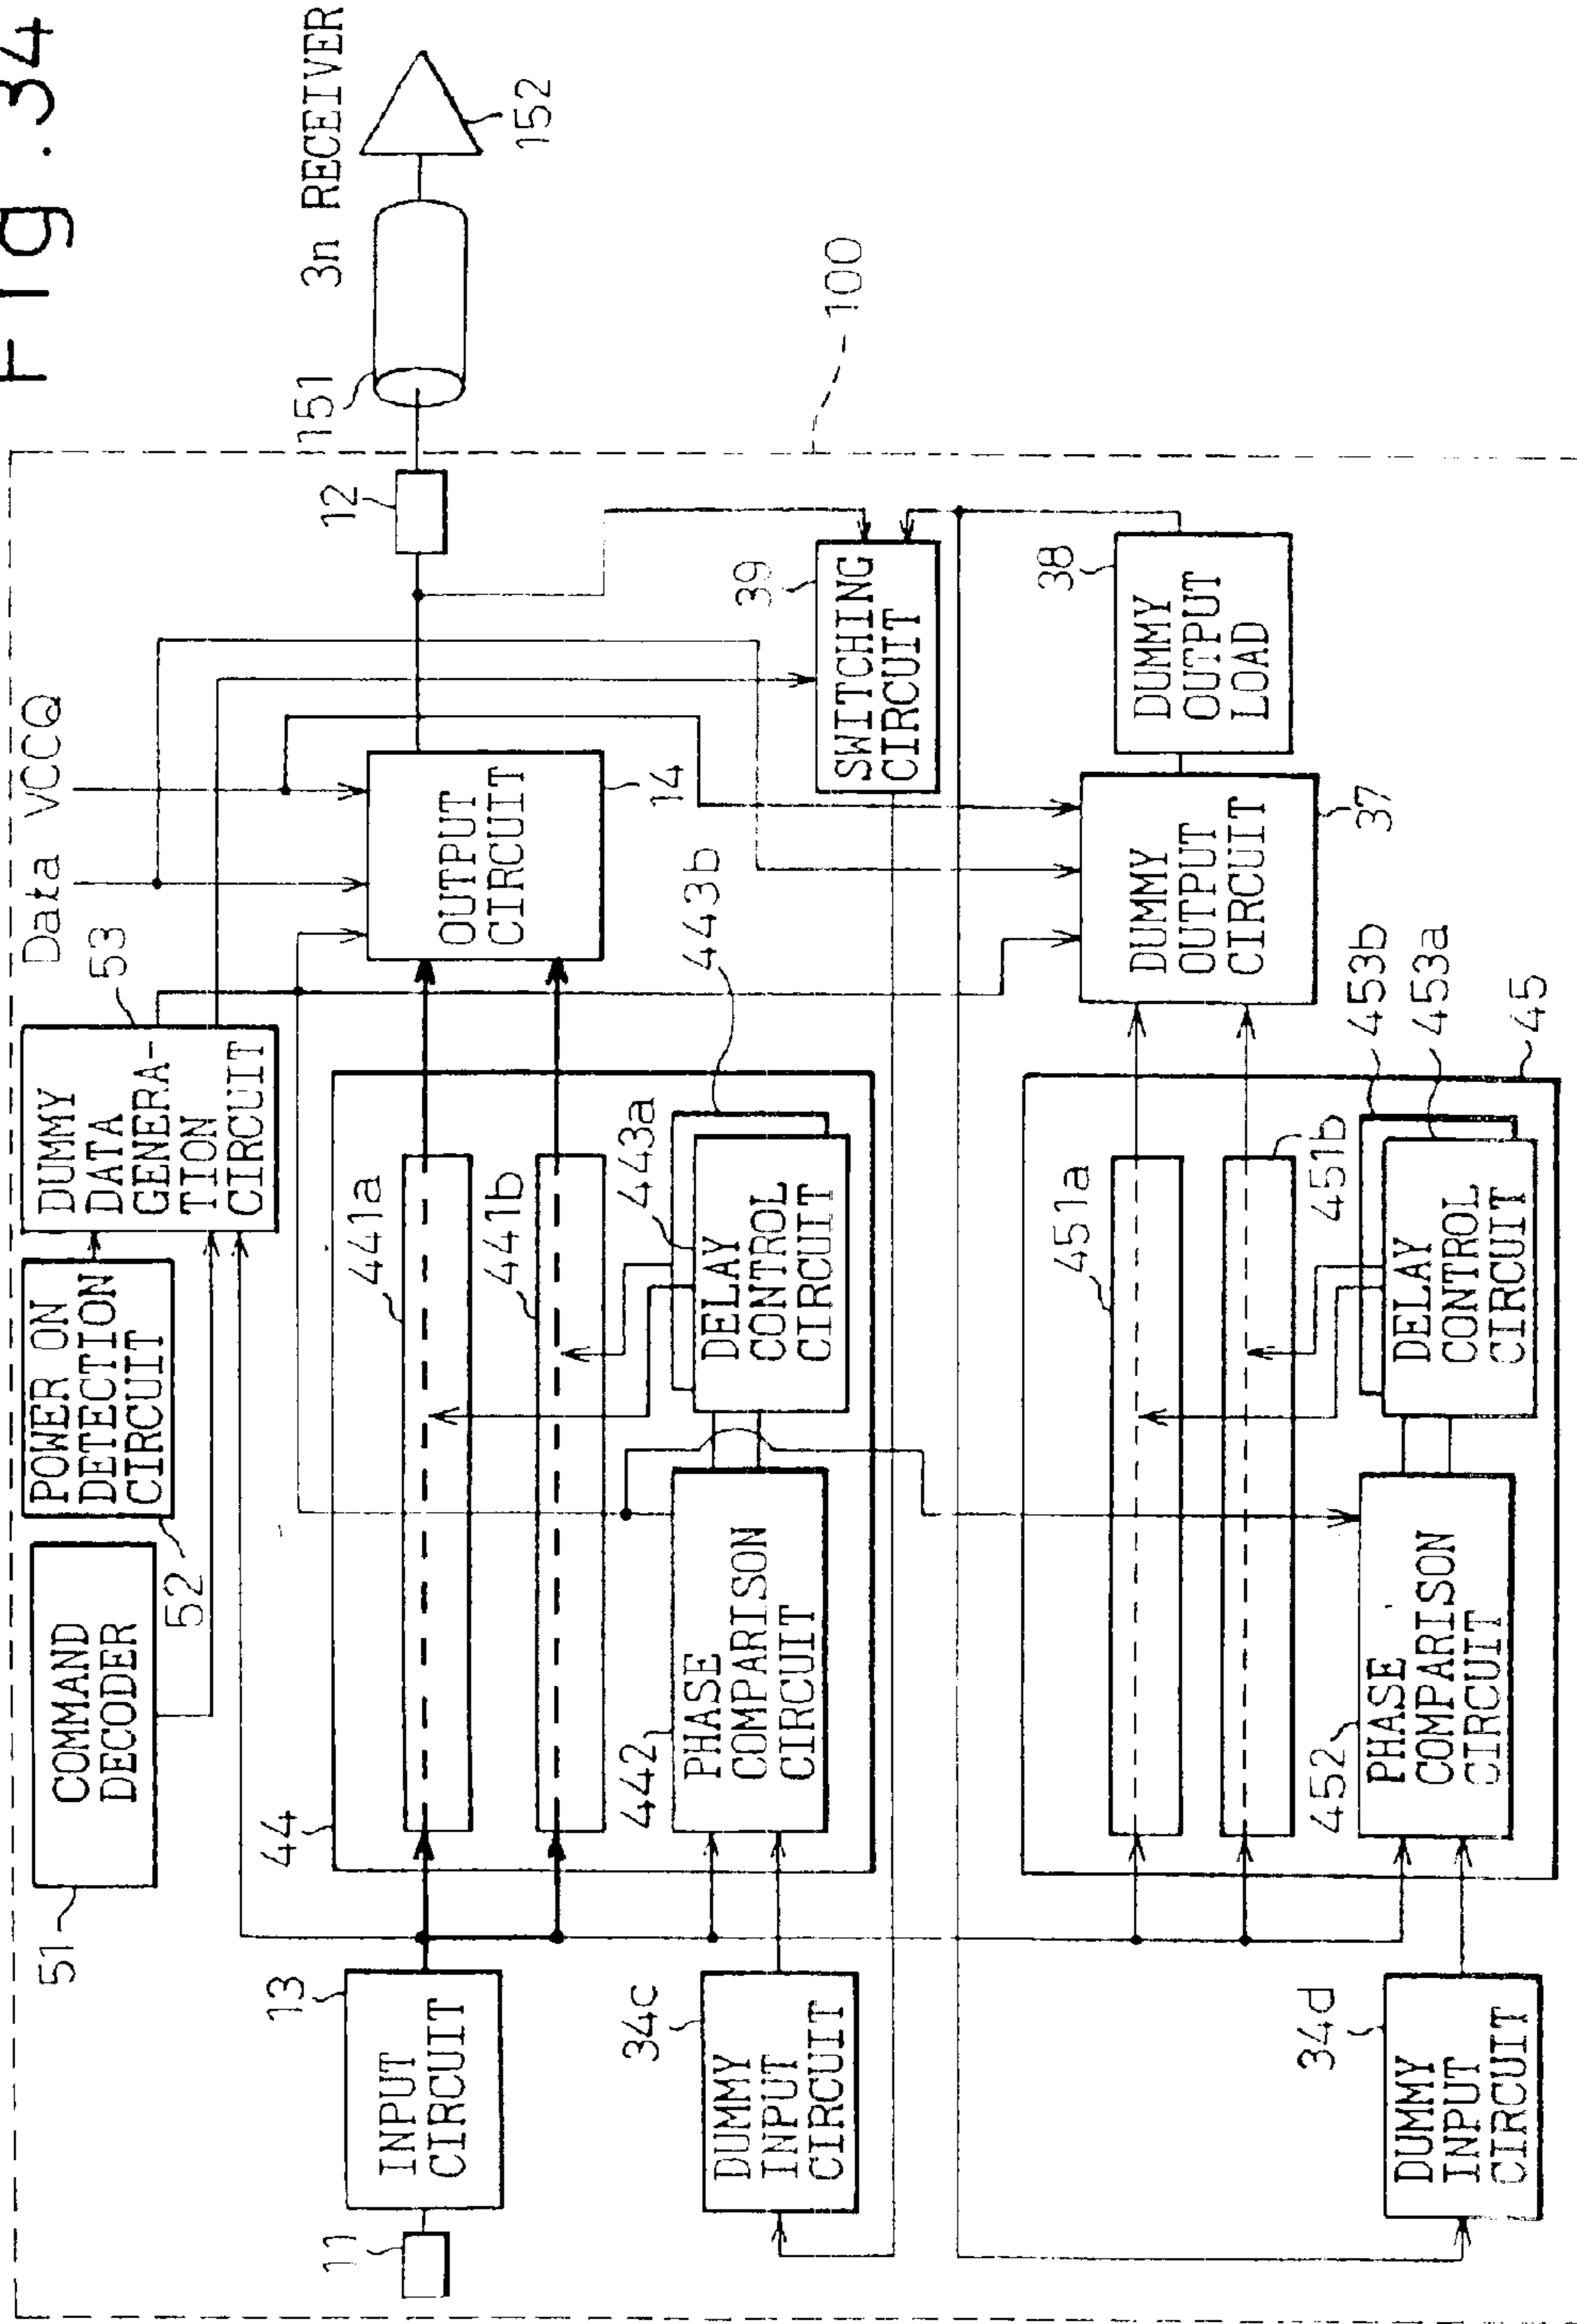 Fig. 34
51
COMMAND
DECODER
52
POWER ON
DETECTION
CIRCUIT
53
DUMMY
DATA
GENERA-
TION
CIRCUIT
Data VCCQ
11
13
INPUT
CIRCUIT
44
441a
441b
442
PHASE
COMPARISON
CIRCUIT
443a
443b
DELAY
CONTROL
CIRCUIT
OUTPUT
CIRCUIT
14
12
151
3n RECEIVER
152
100
34c
DUMMY
INPUT
CIRCUIT
39
SWITCHING
CIRCUIT
38
DUMMY
OUTPUT
LOAD
DUMMY
OUTPUT
CIRCUIT
37
451a
451b
452
PHASE
COMPARISON
CIRCUIT
453b
453a
45
DELAY
CONTROL
CIRCUIT
34d
DUMMY
INPUT
CIRCUIT